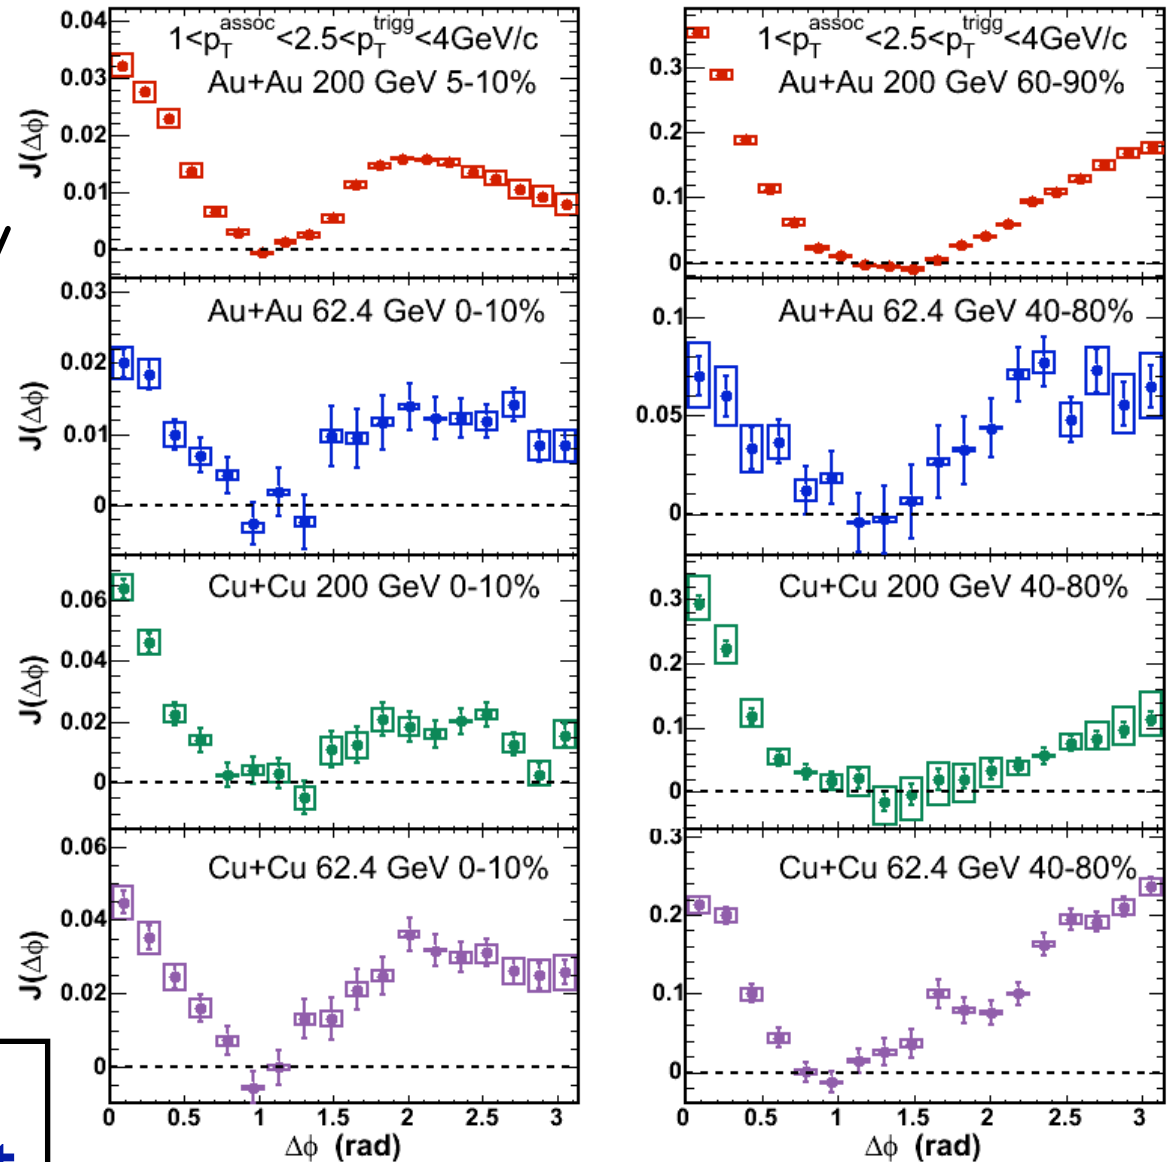 1<p_T^assoc<2.5<p_T^trigg<4GeV/c
Au+Au 200 GeV 5-10%
J(Δϕ)
0.04
0.03
0.02
0.01
0
1<p_T^assoc<2.5<p_T^trigg<4GeV/c
Au+Au 200 GeV 60-90%
0.3
0.2
0.1
0
Au+Au 62.4 GeV 0-10%
J(Δϕ)
0.03
0.02
0.01
0
Au+Au 62.4 GeV 40-80%
0.1
0.05
0
Cu+Cu 200 GeV 0-10%
J(Δϕ)
0.06
0.04
0.02
0
Cu+Cu 200 GeV 40-80%
0.3
0.2
0.1
0
Cu+Cu 62.4 GeV 0-10%
J(Δϕ)
0.06
0.04
0.02
0
Cu+Cu 62.4 GeV 40-80%
0.3
0.2
0.1
0
0 0.5 1 1.5 2 2.5 3
Δϕ (rad)
0 0.5 1 1.5 2 2.5 3
Δϕ (rad)